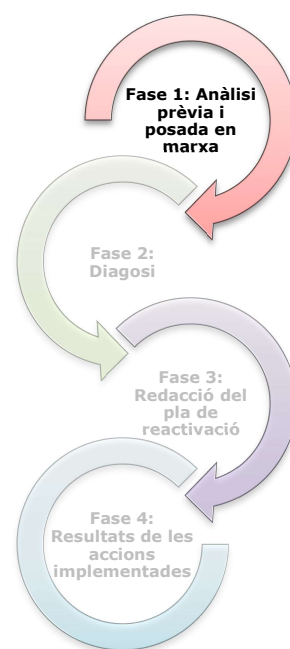 Fase 1: Anàlisi
prèvia i
posada en
marxa
Fase 2:
Diagosi
Fase 3:
Redacció del
pla de
reactivació
Fase 4:
Resultats de les
accions
implementades